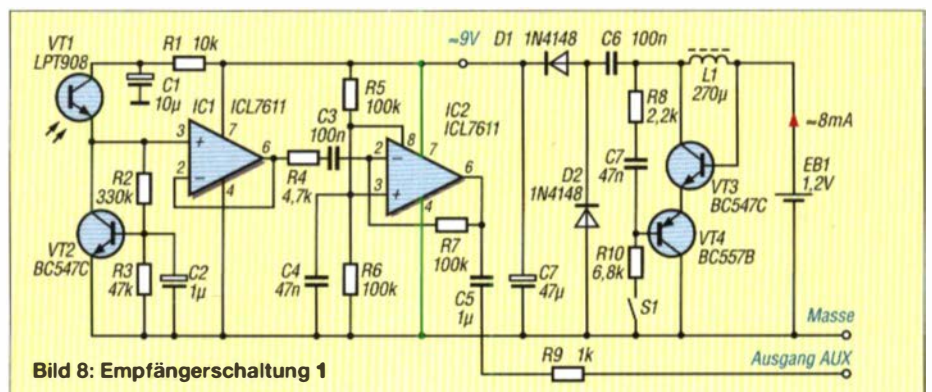 VT1
LPT908
R1 10k
C1
10µ
IC1 ICL7611
3
+
2
−
7
6
4
R2
330k
VT2
BC547C
R3
47k
C2
1µ
R4
4,7k
C3
100n
R5
100k
IC2
ICL7611
8
7
2
−
3
+
6
4
C4
47n
R6
100k
R7
100k
C5
1µ
~9V
D1 1N4148
C6 100n
D2
1N4148
C7
47µ
R8
2,2k
C7
47n
R10
6,8k
S1
L1
270µ
VT3
BC547C
VT4
BC557B
≈8mA
EB1
1,2V
Masse
R9 1k
Ausgang AUX
Bild 8: Empfängerschaltung 1